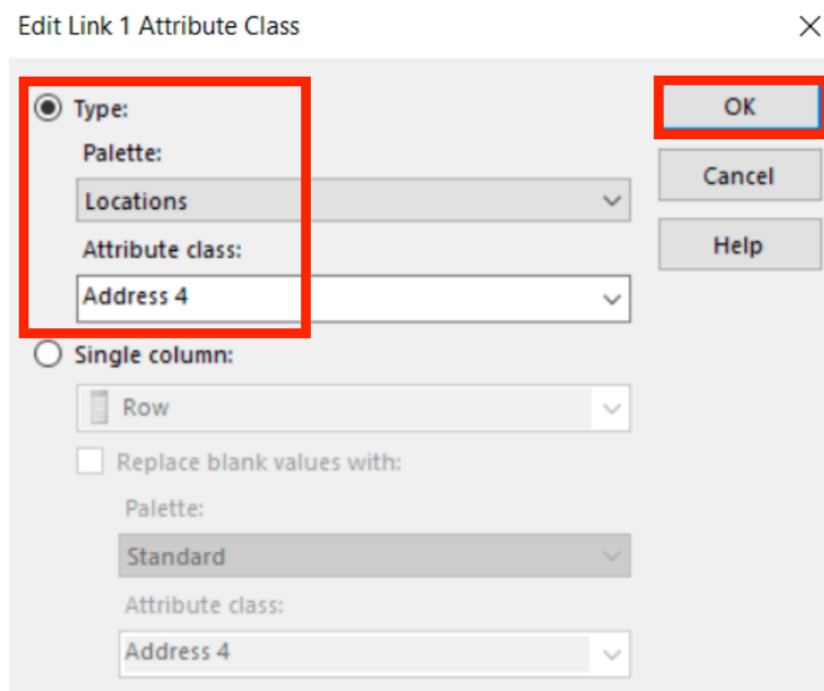 Edit Link 1 Attribute Class
Type:
OK
Palette:
Locations
Cancel
Attribute class:
Help
Address 4
Single column:
Row
Replace blank values with:
Palette:
Standard
Attribute class:
Address 4